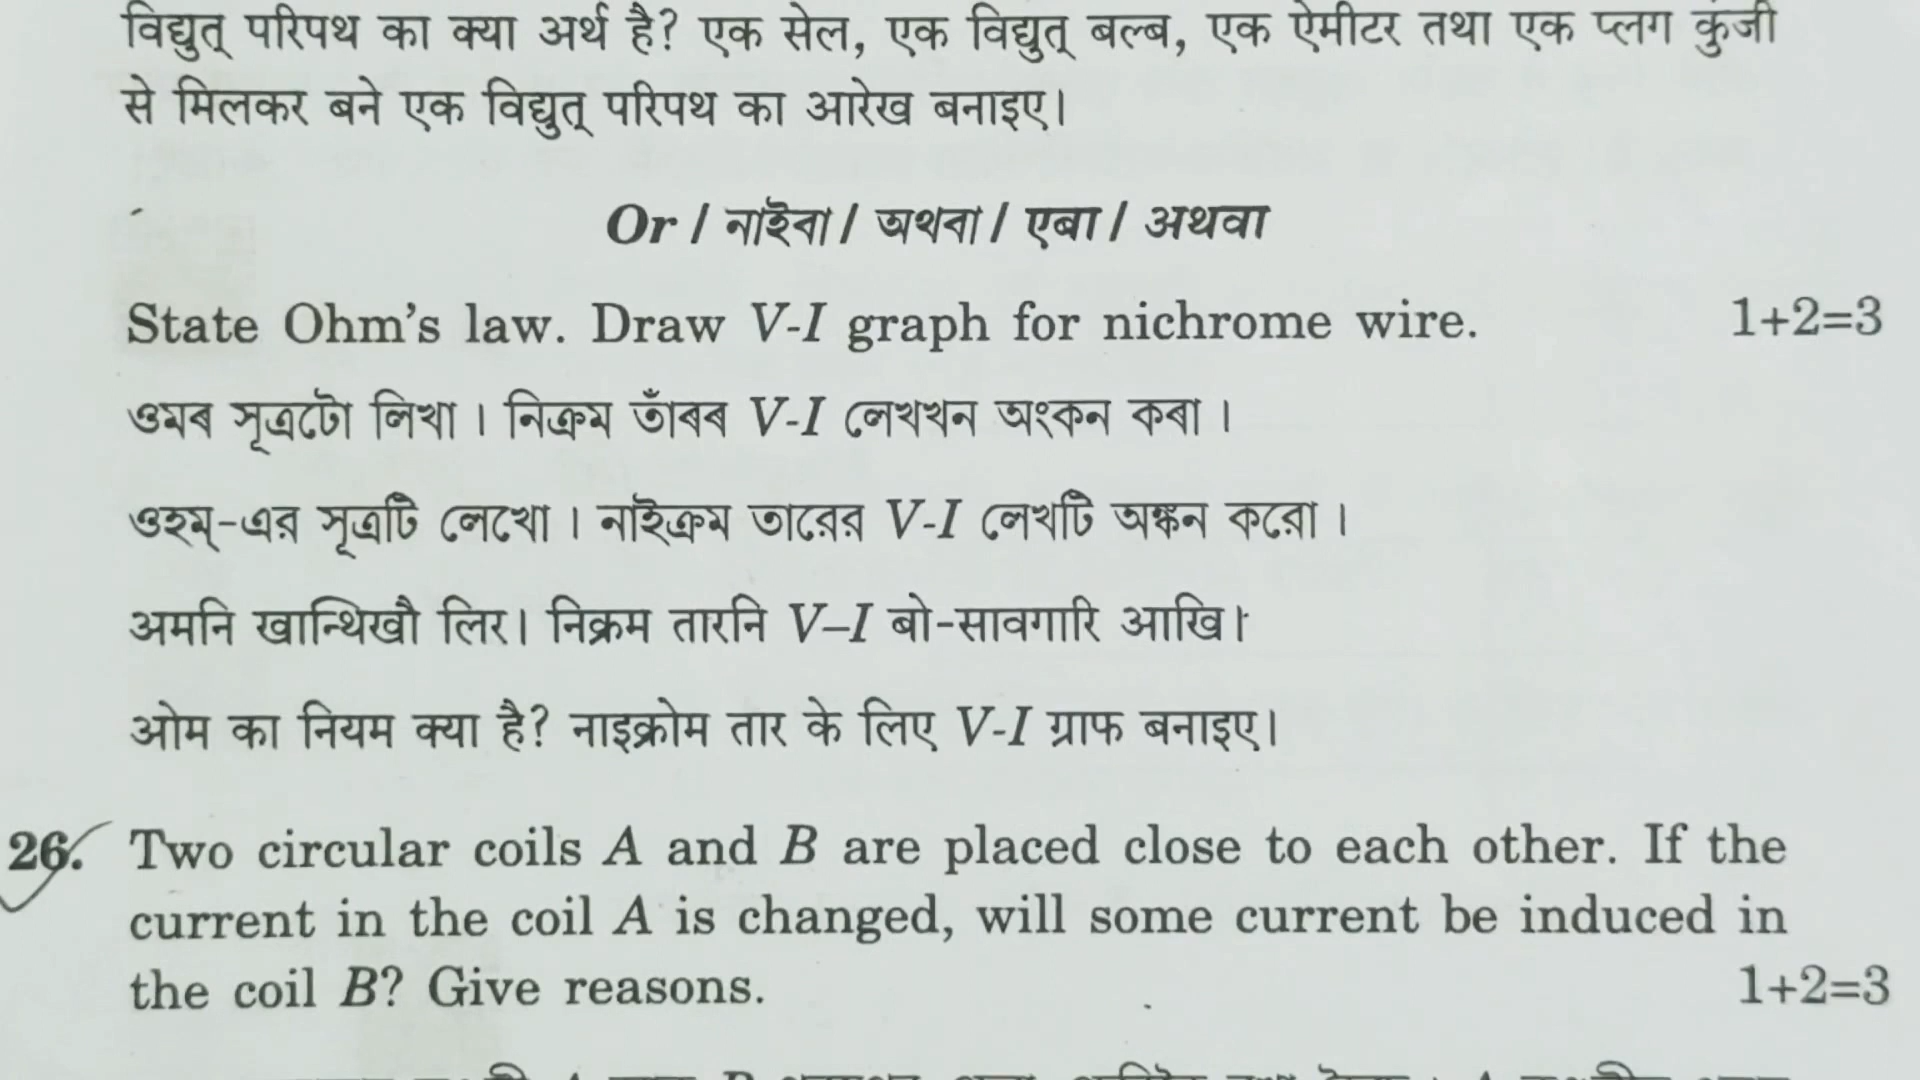 विद्युत् परिपथ का क्या अर्थ है? एक सेल, एक विद्युत् बल्ब, एक ऐमीटर तथा एक प्लग कुंजी
से मिलकर बने एक विद्युत् परिपथ का आरेख बनाइए।
Or / নাইবা / অথবা / एबा / अथवा
State Ohm's law. Draw V-I graph for nichrome wire. 1+2=3
ওমৰ সূত্ৰটো লিখা। নিক্ৰম তাঁৰৰ V-I লেখখন অংকন কৰা।
ওহম্-এর সূত্রটি লেখো। নাইক্রম তারের V-I লেখটি অঙ্কন করো।
अमनि खान्थिखौ लिर। निक्रम तारनि V–I बो-सावगारि आखि।
ओम का नियम क्या है? नाइक्रोम तार के लिए V-I ग्राफ बनाइए।
26. Two circular coils A and B are placed close to each other. If the
current in the coil A is changed, will some current be induced in
the coil B? Give reasons. 1+2=3